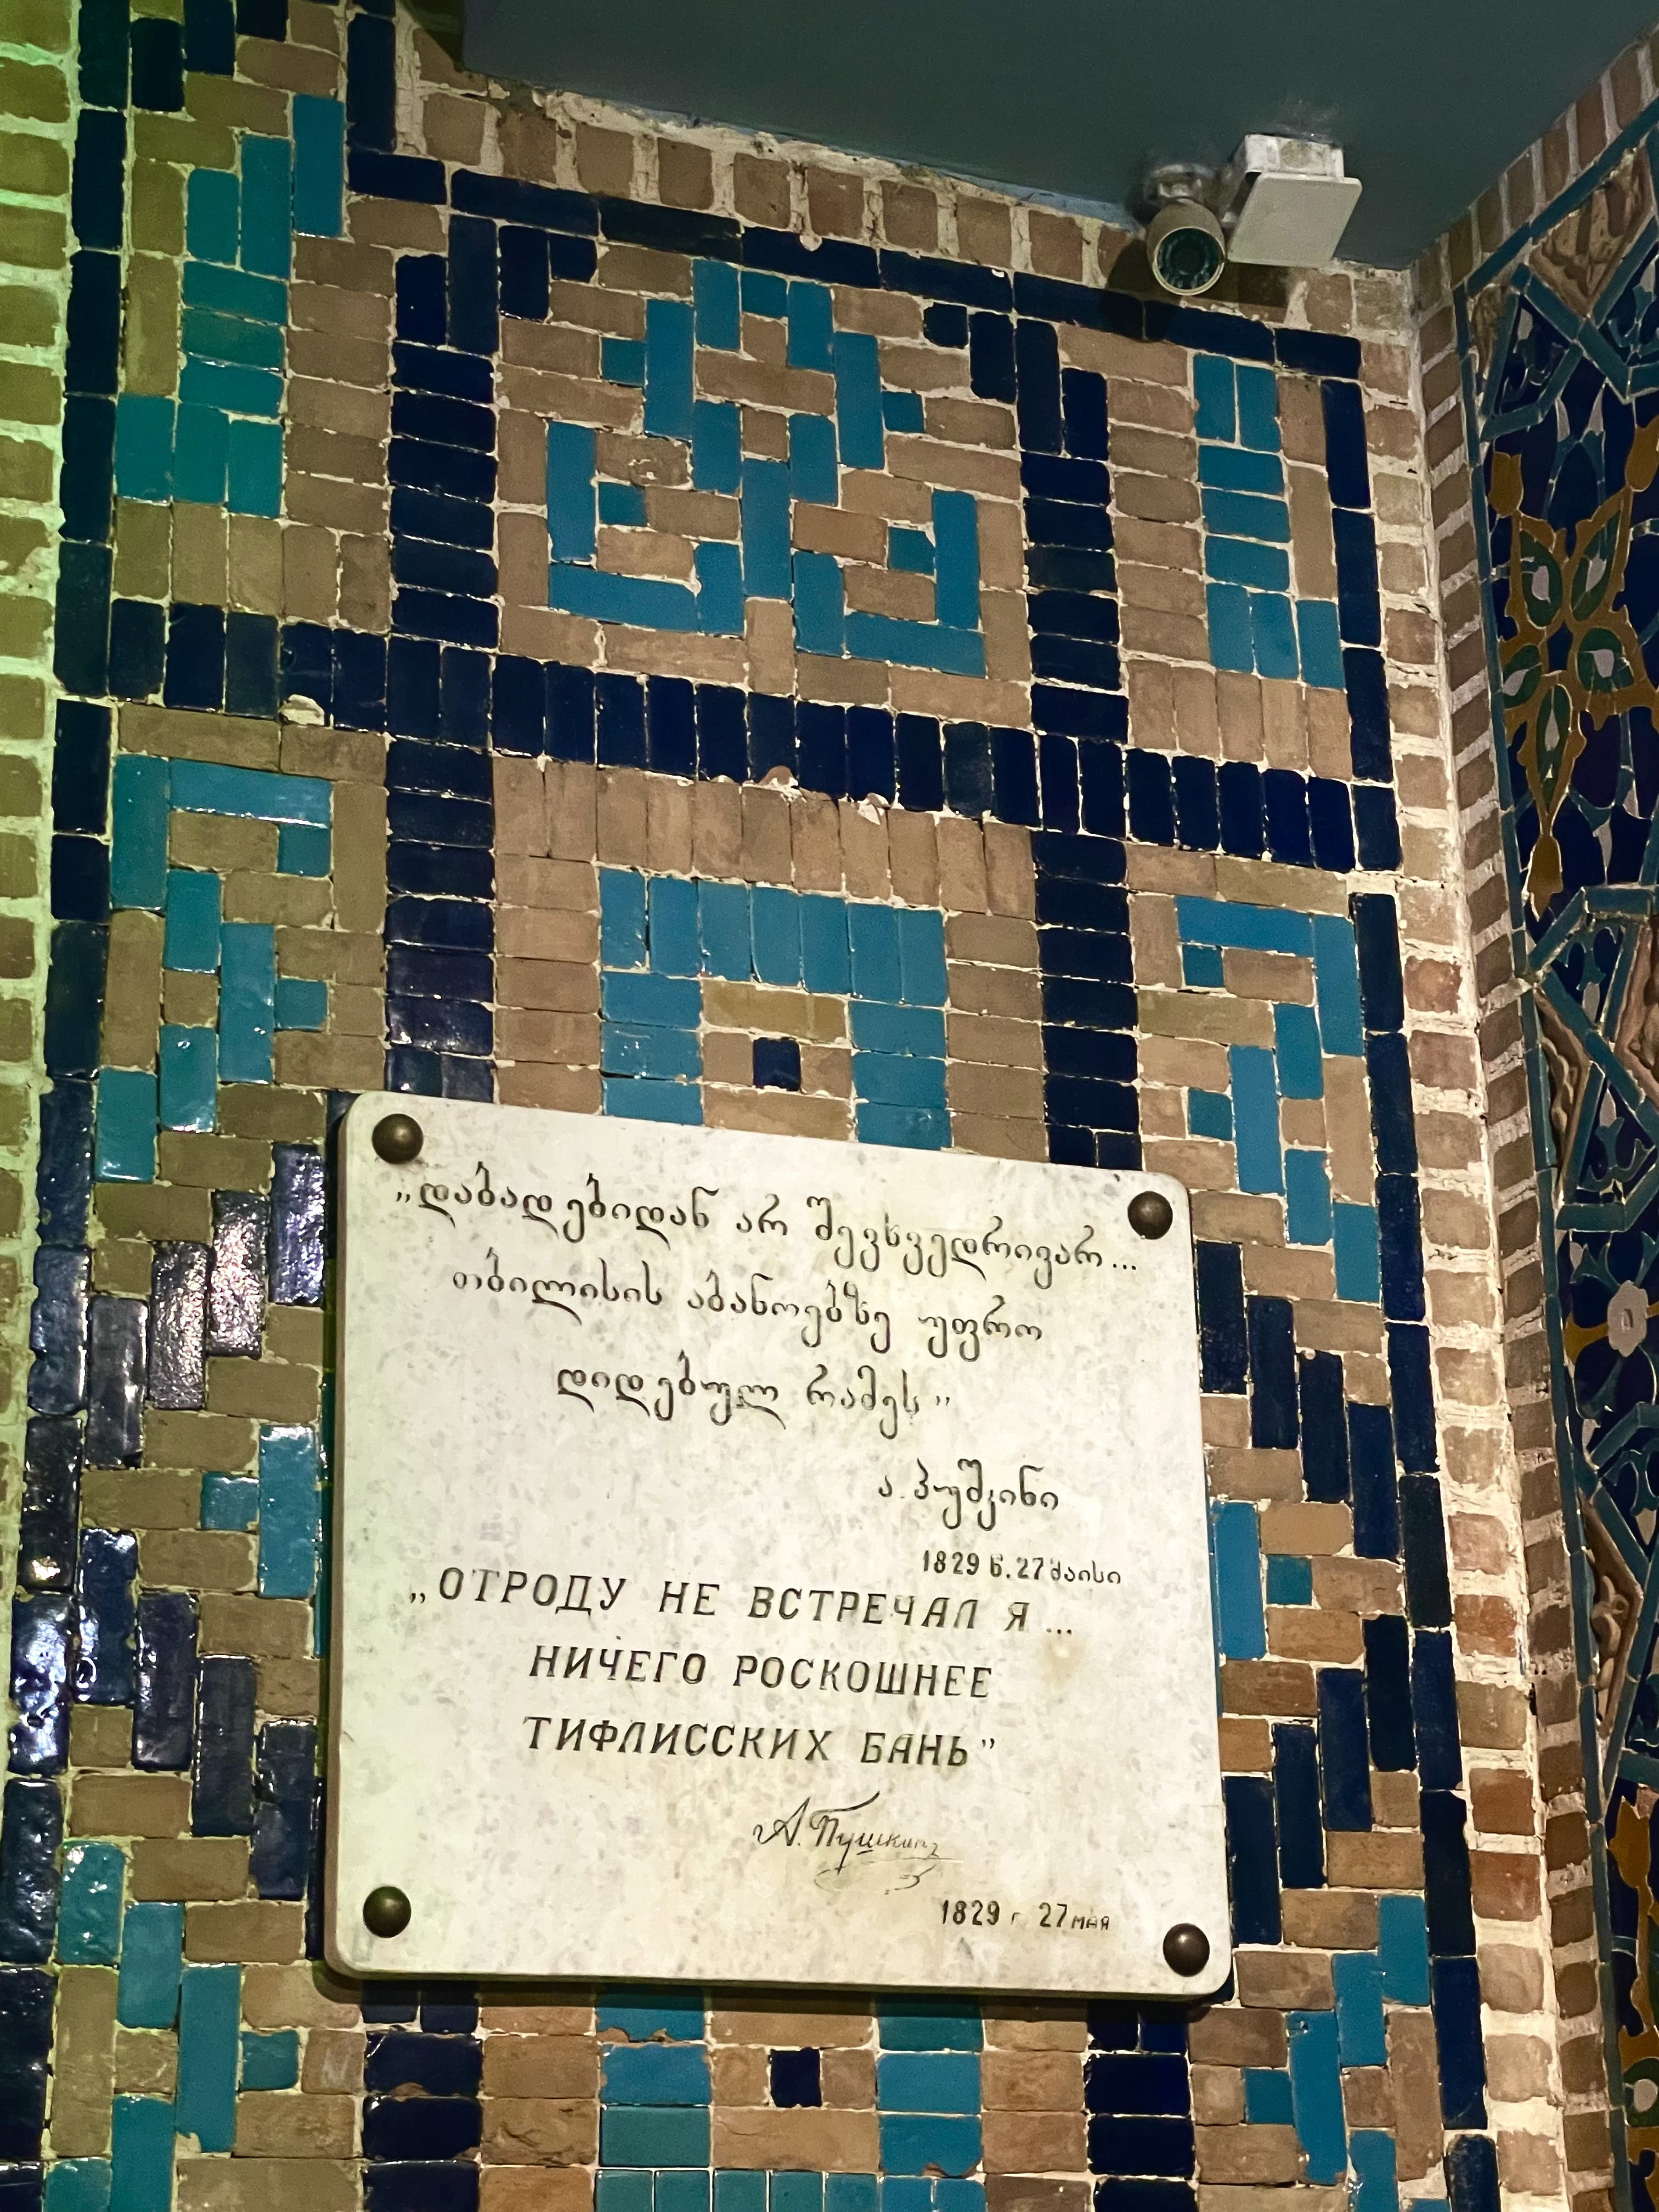 „დაბადებიდან არ შევხვედრივარ...
თბილისის აბანოებზე უფრო
დიდებულ რამეს”
ა. პუშკინი
1829 წ. 27 მაისი
„ОТРОДУ НЕ ВСТРЕЧАЛ Я...
НИЧЕГО РОСКОШНЕЕ
ТИФЛИССКИХ БАНЬ”
А. Пушкинъ
1829 г 27 мая